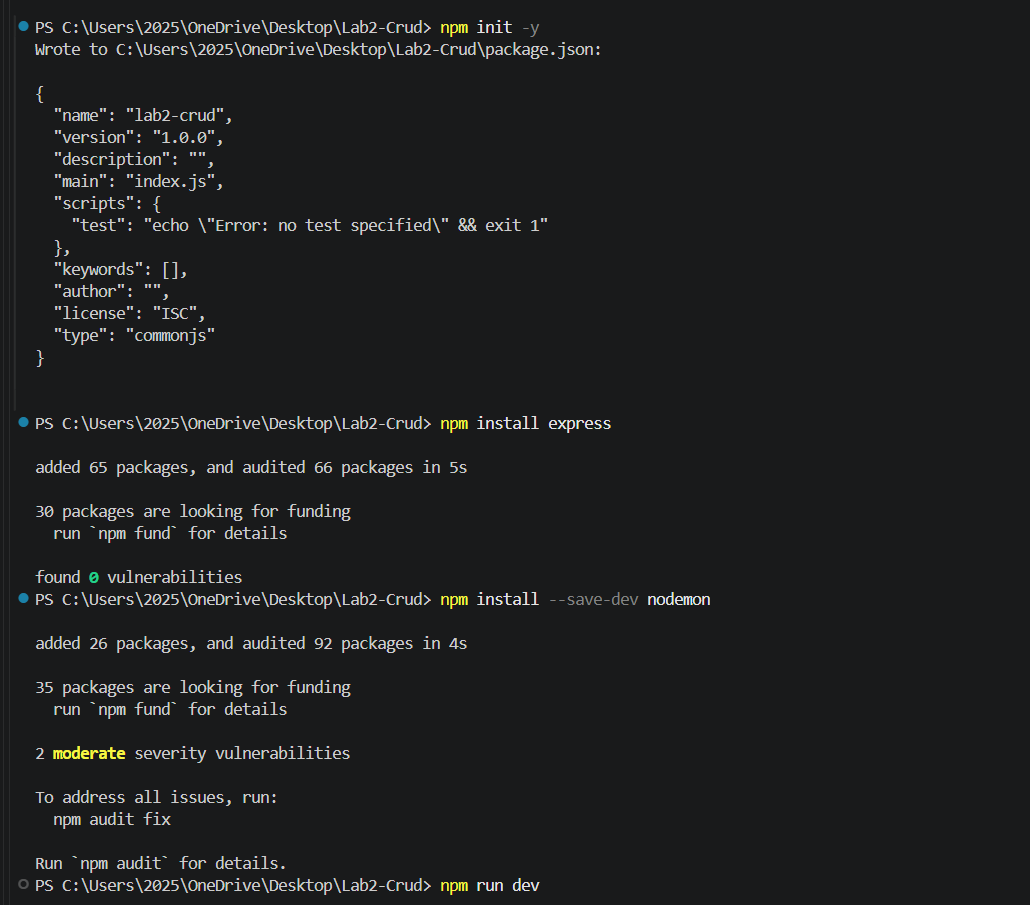 PS C:\Users\2025\OneDrive\Desktop\Lab2-Crud> npm init -y
Wrote to C:\Users\2025\OneDrive\Desktop\Lab2-Crud\package.json:
{
  "name": "lab2-crud",
  "version": "1.0.0",
  "description": "",
  "main": "index.js",
  "scripts": {
    "test": "echo \"Error: no test specified\" && exit 1"
  },
  "keywords": [],
  "author": "",
  "license": "ISC",
  "type": "commonjs"
}
PS C:\Users\2025\OneDrive\Desktop\Lab2-Crud> npm install express
added 65 packages, and audited 66 packages in 5s
30 packages are looking for funding
  run `npm fund` for details
found 0 vulnerabilities
PS C:\Users\2025\OneDrive\Desktop\Lab2-Crud> npm install --save-dev nodemon
added 26 packages, and audited 92 packages in 4s
35 packages are looking for funding
  run `npm fund` for details
2 moderate severity vulnerabilities
To address all issues, run:
  npm audit fix
Run `npm audit` for details.
PS C:\Users\2025\OneDrive\Desktop\Lab2-Crud> npm run dev